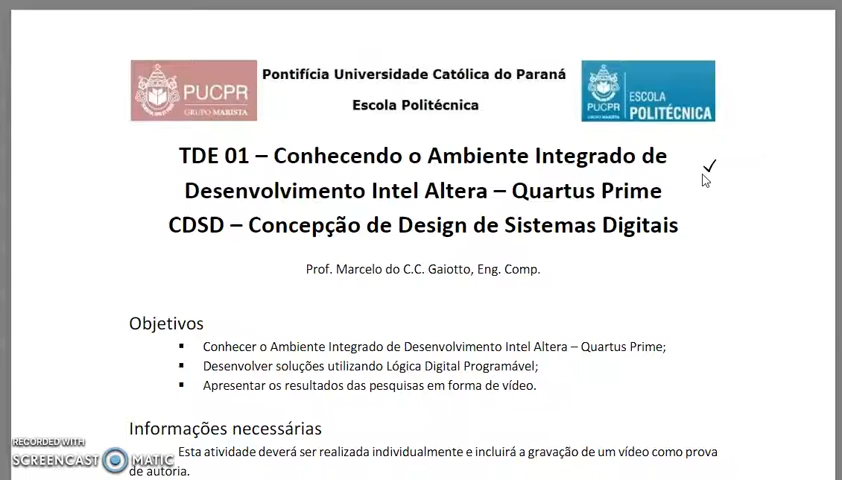 PUCPR
GRUPO MARISTA
Pontifícia Universidade Católica do Paraná
Escola Politécnica
PUCPR
GRUPO MARISTA
ESCOLA
POLITÉCNICA
TDE 01 – Conhecendo o Ambiente Integrado de
Desenvolvimento Intel Altera – Quartus Prime
CDSD – Concepção de Design de Sistemas Digitais
Prof. Marcelo do C.C. Gaiotto, Eng. Comp.
Objetivos
▪ Conhecer o Ambiente Integrado de Desenvolvimento Intel Altera – Quartus Prime;
▪ Desenvolver soluções utilizando Lógica Digital Programável;
▪ Apresentar os resultados das pesquisas em forma de vídeo.
Informações necessárias
Esta atividade deverá ser realizada individualmente e incluirá a gravação de um vídeo como prova
de autoria.
RECORDED WITH
SCREENCAST MATIC